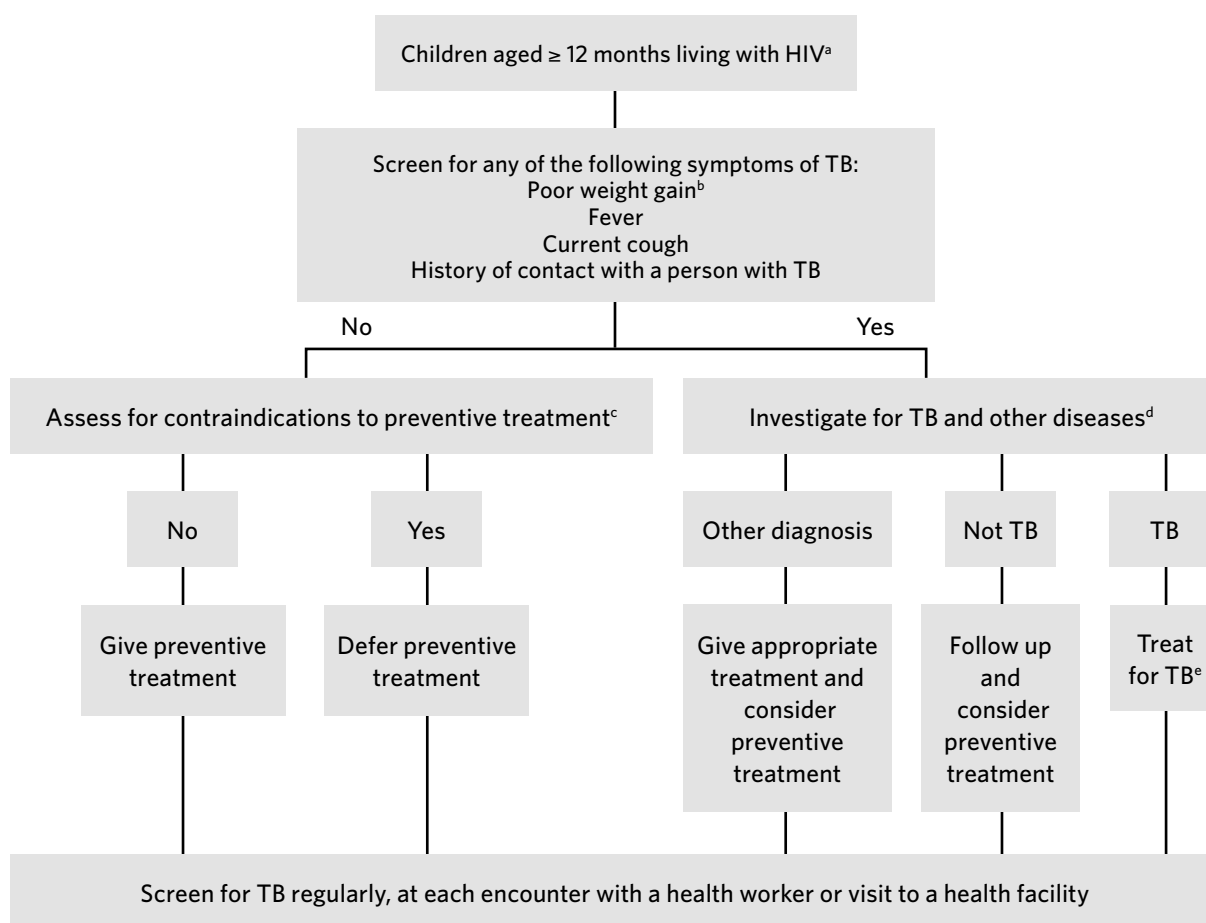 Children aged ≥ 12 months living with HIVᵃ
Screen for any of the following symptoms of TB:
Poor weight gainᵇ
Fever
Current cough
History of contact with a person with TB
No
Yes
Assess for contraindications to preventive treatmentᶜ
Investigate for TB and other diseasesᵈ
No
Yes
Other diagnosis
Not TB
TB
Give preventive
treatment
Defer preventive
treatment
Give appropriate
treatment and
consider
preventive
treatment
Follow up
and
consider
preventive
treatment
Treat
for TBᵉ
Screen for TB regularly, at each encounter with a health worker or visit to a health facility